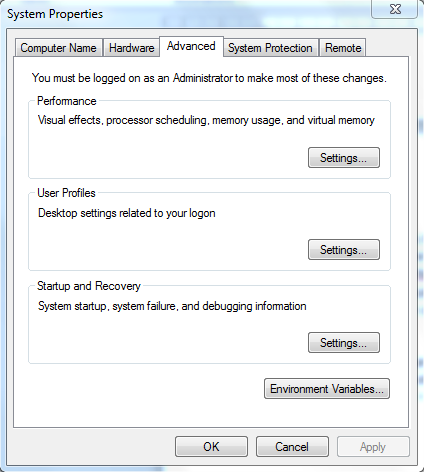 System Properties
Computer Name Hardware Advanced System Protection Remote
You must be logged on as an Administrator to make most of these changes.
Performance
Visual effects, processor scheduling, memory usage, and virtual memory
Settings...
User Profiles
Desktop settings related to your logon
Settings...
Startup and Recovery
System startup, system failure, and debugging information
Settings...
Environment Variables...
OK Cancel Apply